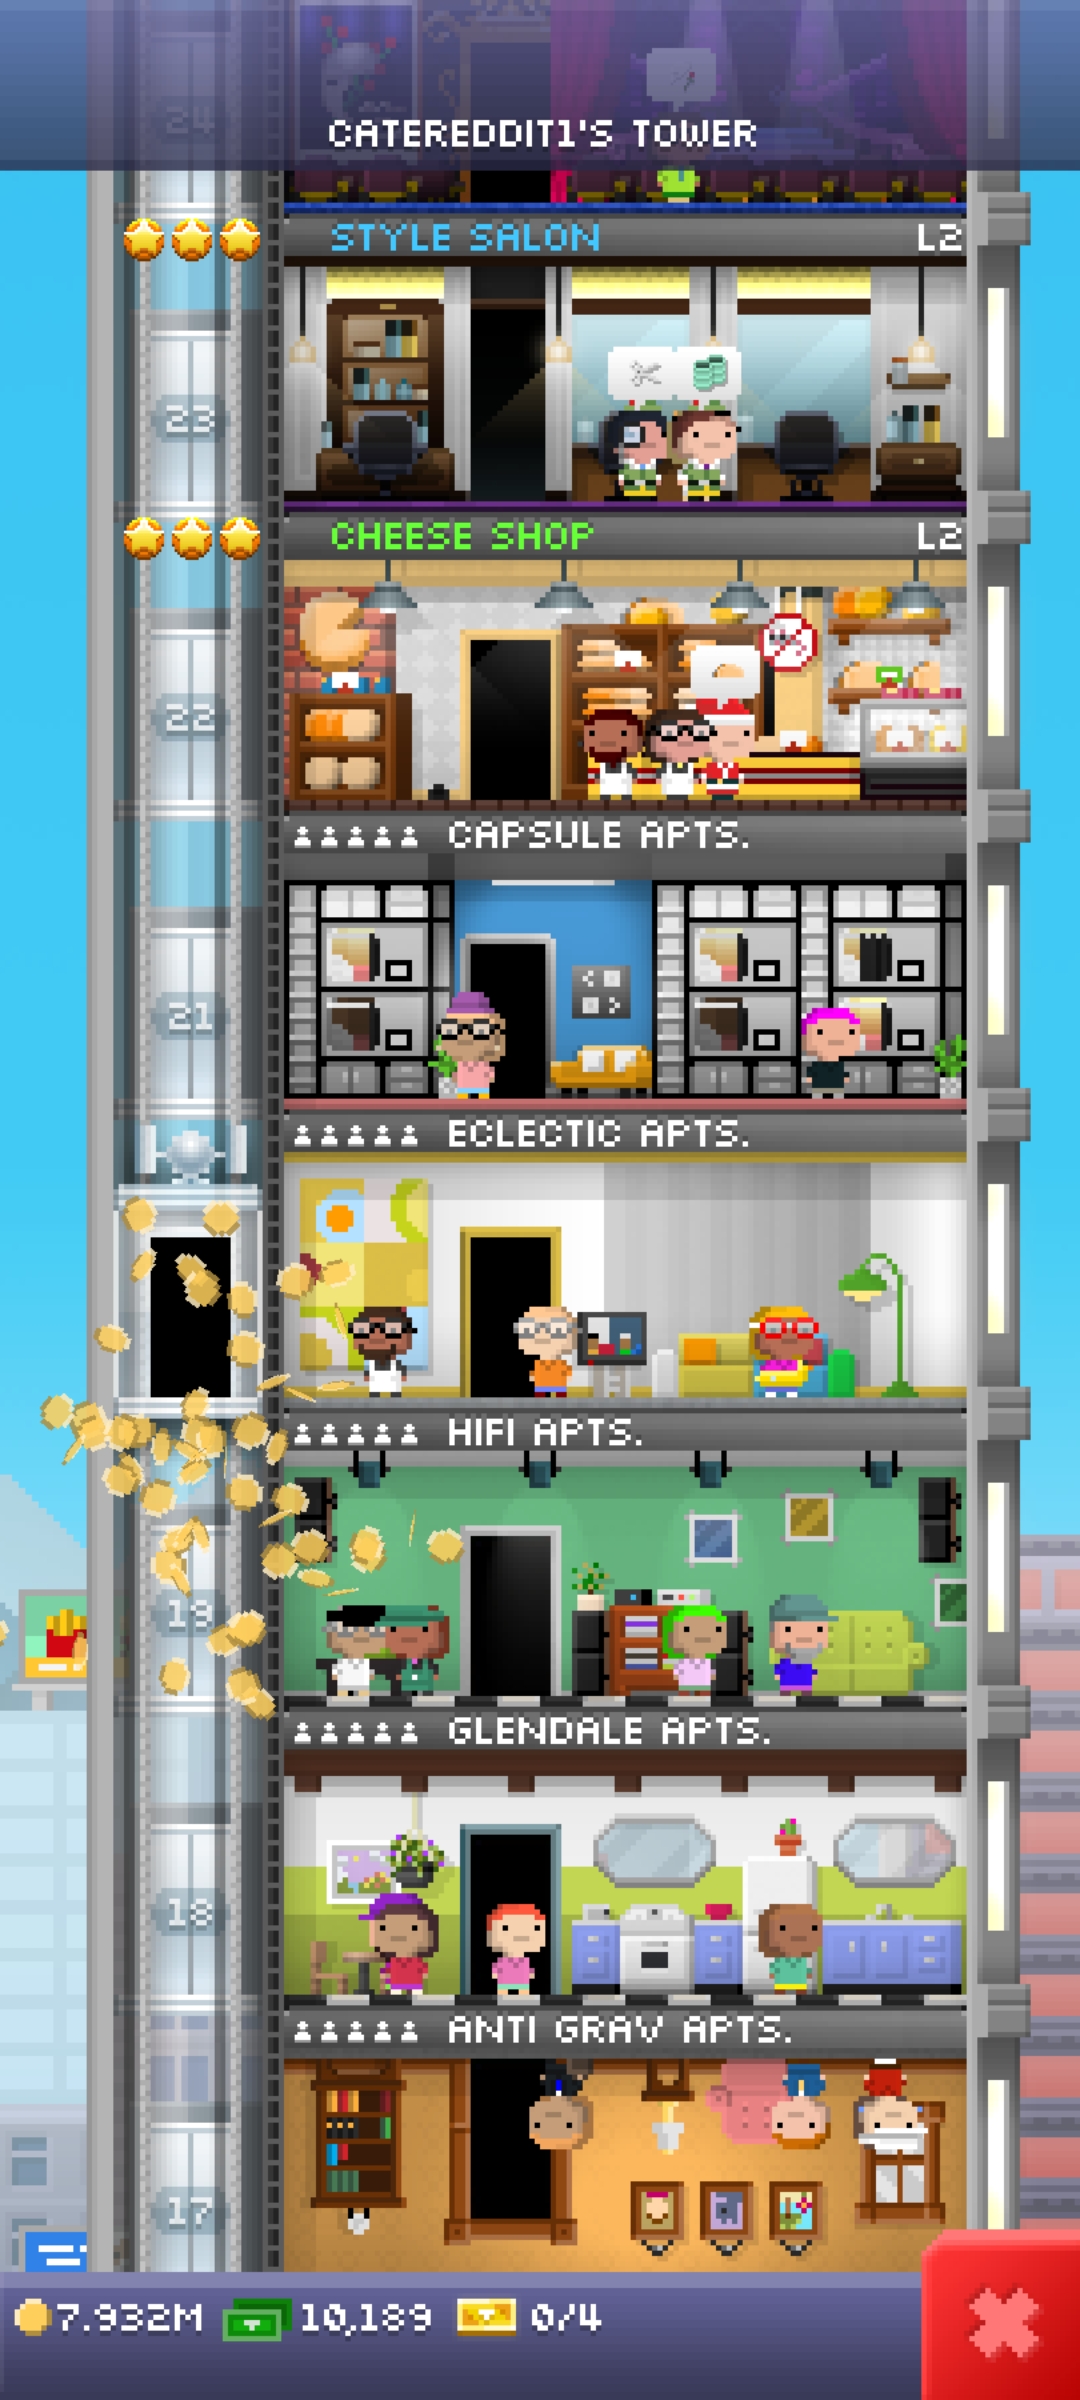 24
CATEREDDIT1'S TOWER
STYLE SALON L2
23
CHEESE SHOP L2
22
CAPSULE APTS.
21
ECLECTIC APTS.
HIFI APTS.
19
GLENDALE APTS.
18
ANTI GRAV APTS.
17
7.932M 10,189 0/4